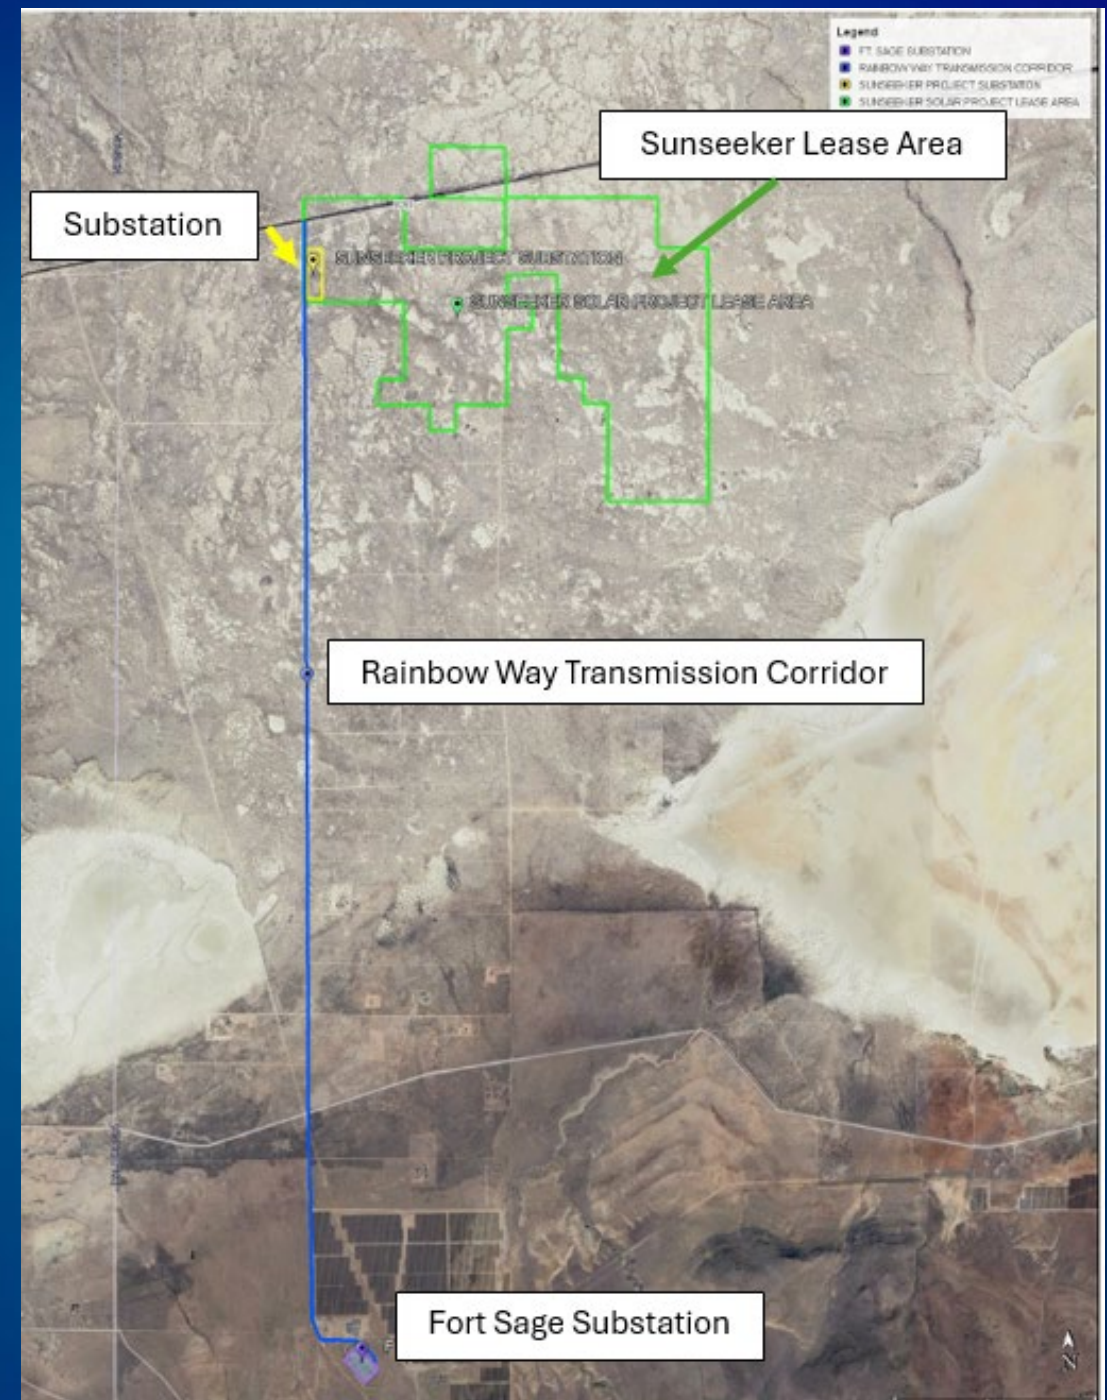 Legend
FT. SAGE SUBSTATION
RAINBOW WAY TRANSMISSION CORRIDOR
SUNSEEKER PROJECT SUBSTATION
SUNSEEKER SOLAR PROJECT LEASE AREA
Sunseeker Lease Area
Substation
SUNSEEKER PROJECT SUBSTATION
SUNSEEKER SOLAR PROJECT LEASE AREA
Rainbow Way Transmission Corridor
Fort Sage Substation
F
N